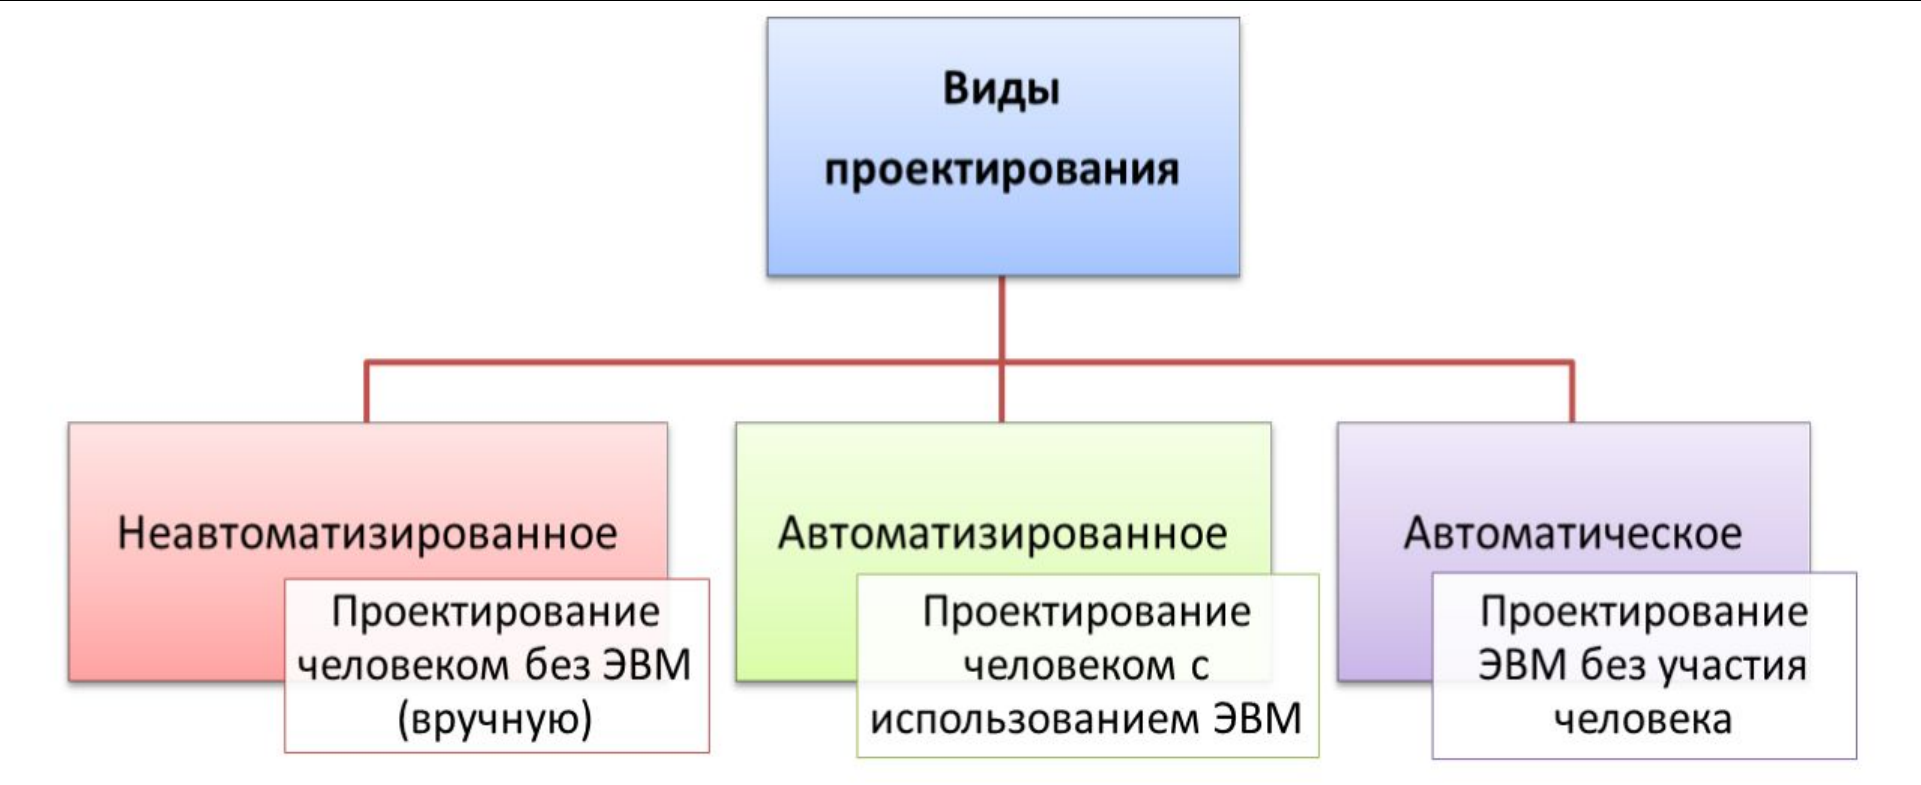 Виды
проектирования
Неавтоматизированное
Проектирование
человеком без ЭВМ
(вручную)
Автоматизированное
Проектирование
человеком с
использованием ЭВМ
Автоматическое
Проектирование
ЭВМ без участия
человека